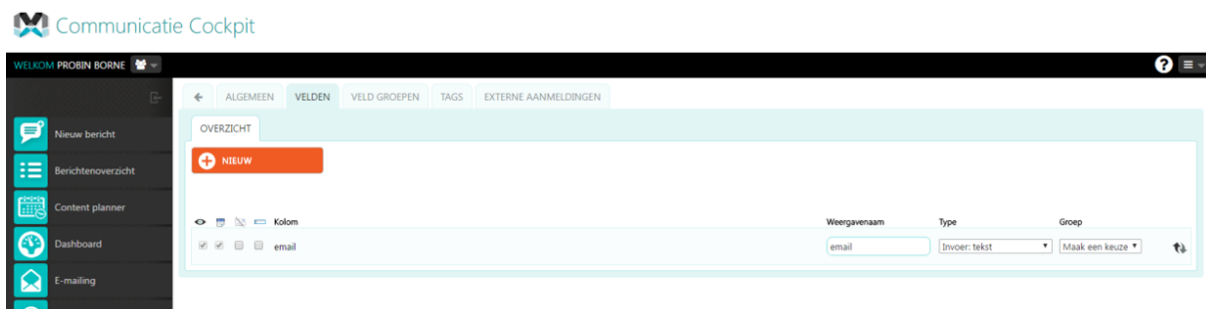 Communicatie Cockpit
WELKOM PROBIN BORNE
ALGEMEEN VELDEN VELD GROEPEN TAGS EXTERNE AANMELDINGEN
OVERZICHT
Nieuw bericht
NIEUW
Berichtenoverzicht
Content planner
Kolom Weergavenaam Type Groep
Dashboard
email email Invoer: tekst Maak een keuze
E-mailing